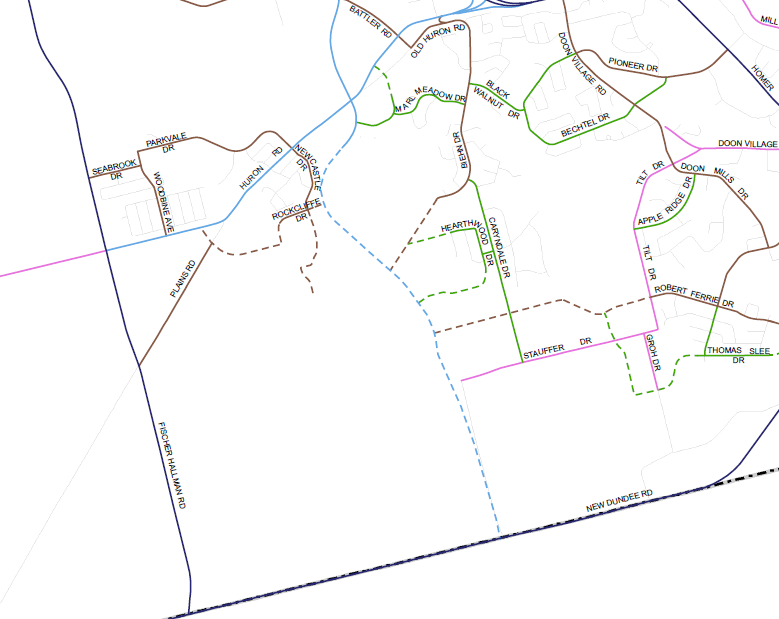 BATTLER RD
OLD HURON RD
MILL
DOON VILLAGE RD
PIONEER DR
HOMER
MARL MEADOW DR
BLACK
WALNUT DR
BECHTEL DR
BIEHN DR
PARKVALE
DR
SEABROOK
DR
HURON RD
NEWCASTLE
DR
DOON VILLAGE
TILT DR
DOON MILLS DR
WOODBINE AVE
ROCKCLIFFE
DR
APPLE RIDGE DR
HEARTHWOOD DR
CARYNDALE DR
PLAINS RD
TILT DR
ROBERT FERRIE DR
STAUFFER DR
GROH DR
THOMAS SLEE
DR
FISCHER HALLMAN RD
NEW DUNDEE RD